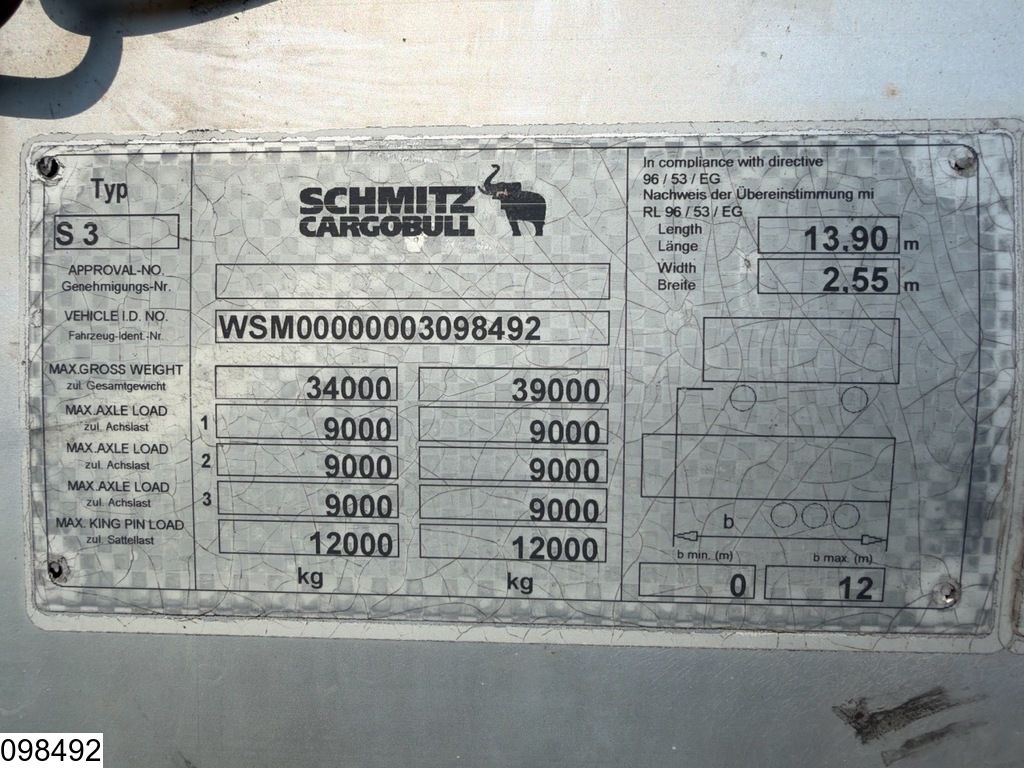 Typ
S 3
SCHMITZ
CARGOBULL
APPROVAL-NO.
Genehmigungs-Nr.
VEHICLE I.D. NO.
Fahrzeug-Ident.-Nr.
WSM00000003098492
MAX.GROSS WEIGHT
zul. Gesamtgewicht
34000 39000
MAX.AXLE LOAD
zul. Achslast
1 9000 9000
MAX.AXLE LOAD
zul. Achslast
2 9000 9000
MAX.AXLE LOAD
zul. Achslast
3 9000 9000
MAX. KING PIN LOAD
zul. Sattellast
12000 12000
kg kg
In compliance with directive
96 / 53 / EG
Nachweis der Übereinstimmung mi
RL 96 / 53 / EG
Length
Länge
13,90 m
Width
Breite
2,55 m
b
b min. (m) b max. (m)
0 12
098492